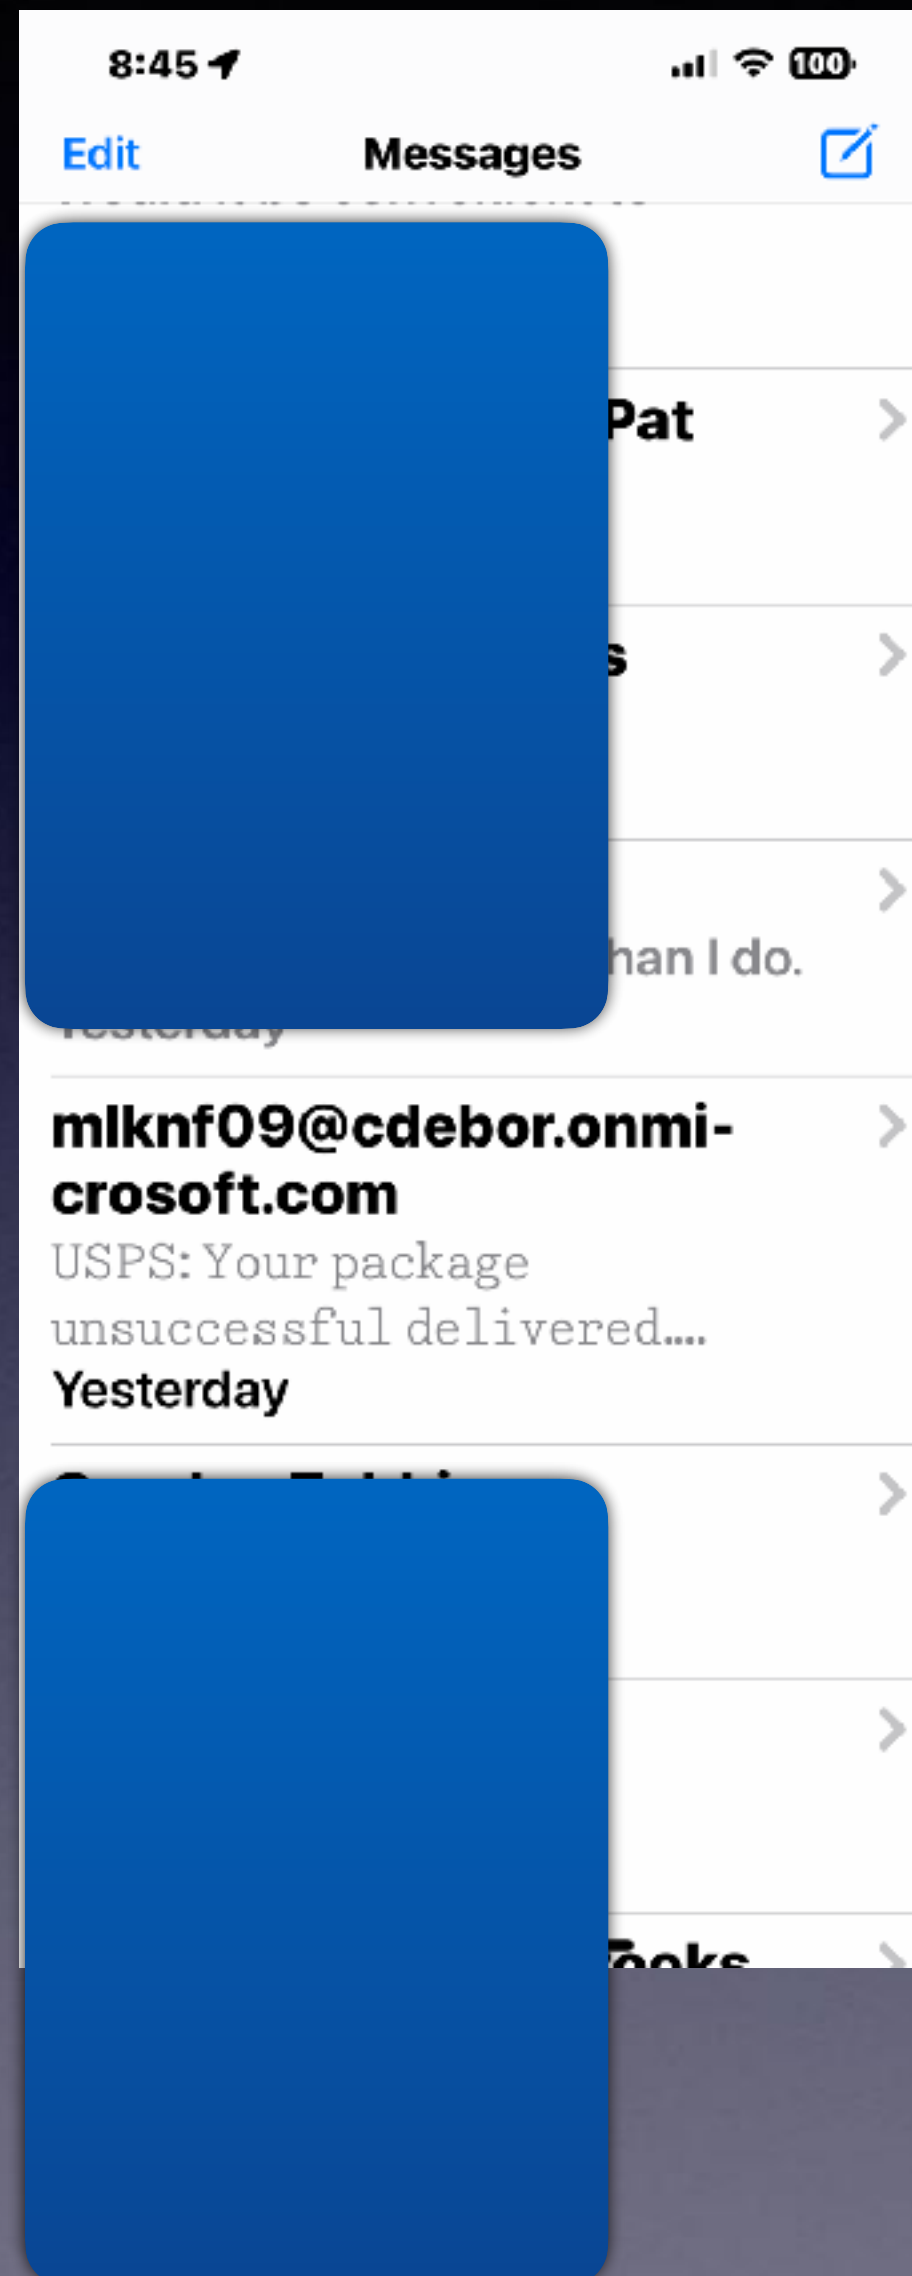 8:45
100
Edit Messages
Pat
s
han I do.
Yesterday
mlknf09@cdebor.onmi-
crosoft.com
USPS: Your package
unsuccessful delivered....
Yesterday